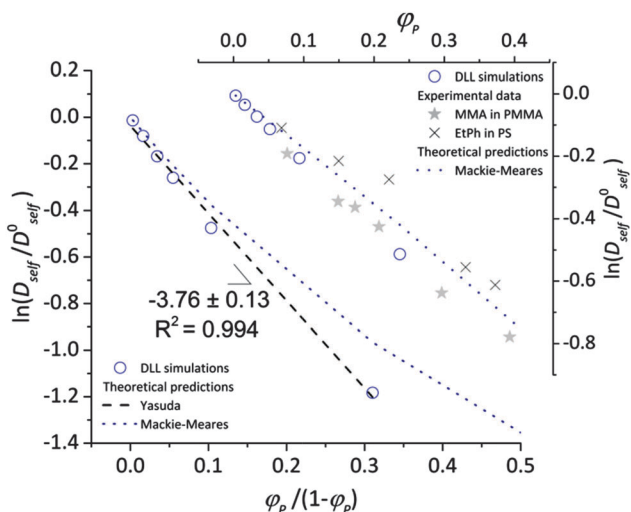 φₚ
0.0 0.1 0.2 0.3 0.4
0.2
0.0
-0.2
-0.4
-0.6
-0.8
-1.0
-1.2
-1.4
ln(D_self/D⁰_self)
DLL simulations
Experimental data
MMA in PMMA
EtPh in PS
Theoretical predictions
Mackie-Meares
0.0
-0.2
-0.4
-0.6
-0.8
ln(D_self/D⁰_self)
-3.76 ± 0.13
R² = 0.994
DLL simulations
Theoretical predictions
Yasuda
Mackie-Meares
0.0 0.1 0.2 0.3 0.4 0.5
φₚ/(1-φₚ)